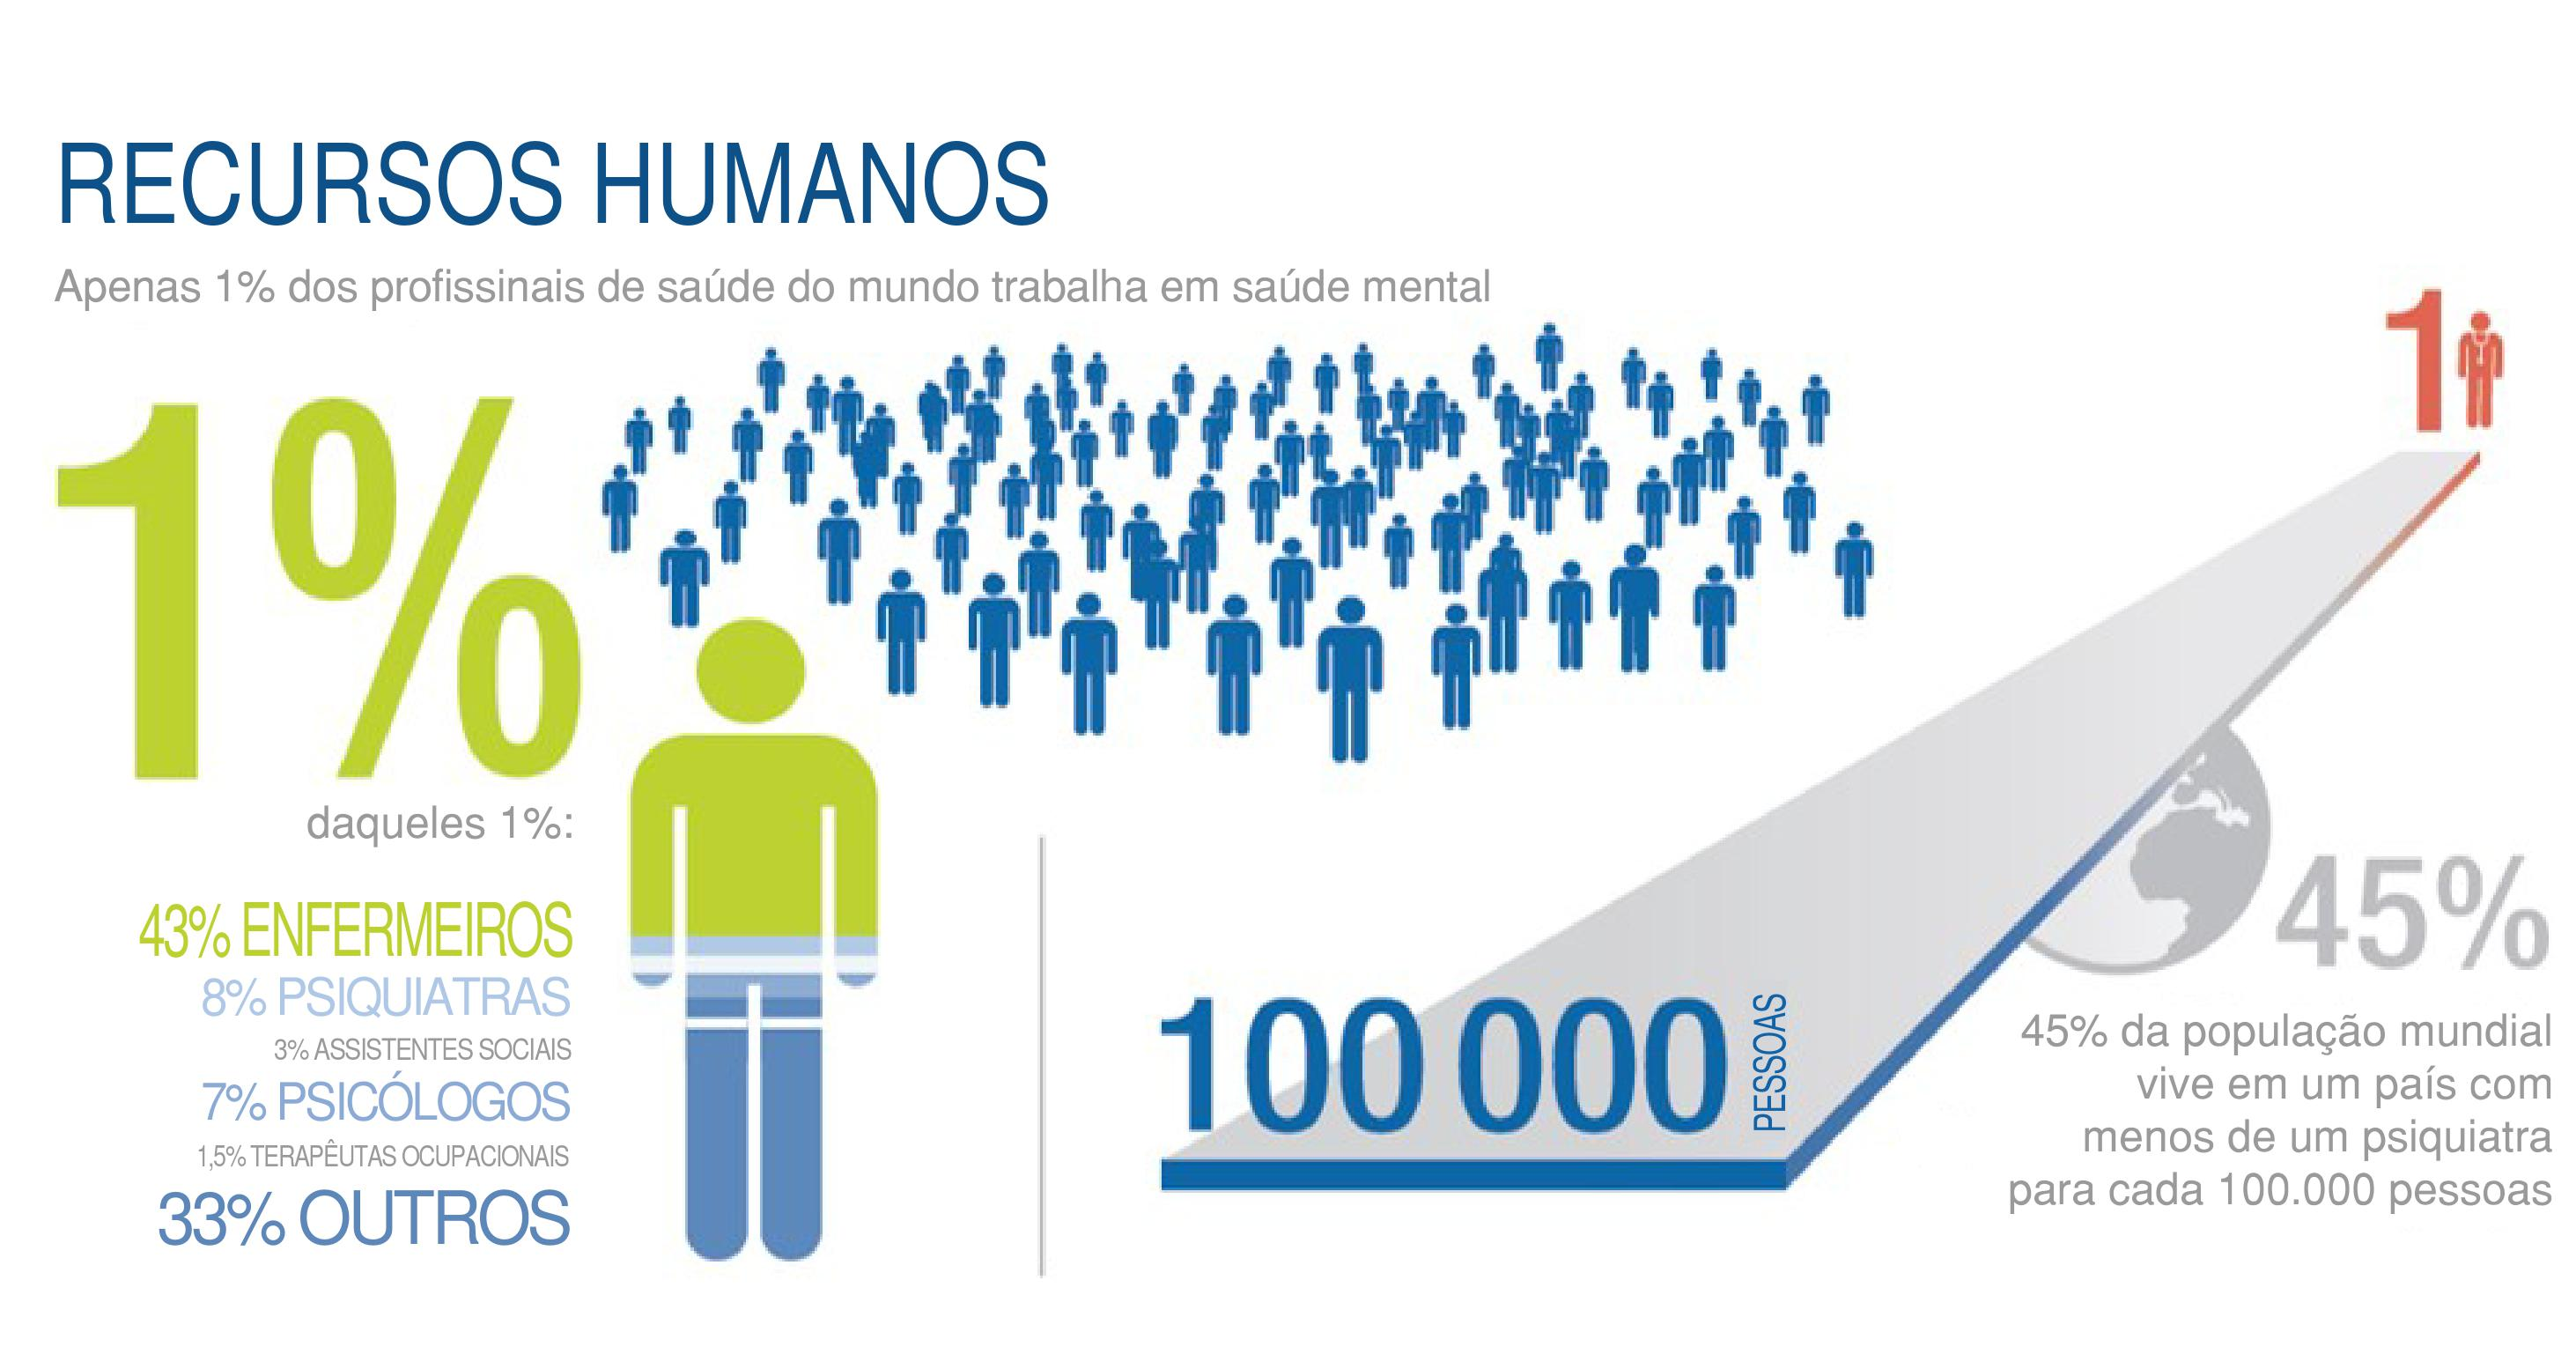 RECURSOS HUMANOS
Apenas 1% dos profissinais de saúde do mundo trabalha em saúde mental
1%
daqueles 1%:
43% ENFERMEIROS
8% PSIQUIATRAS
3% ASSISTENTES SOCIAIS
7% PSICÓLOGOS
1,5% TERAPÊUTAS OCUPACIONAIS
33% OUTROS
1
100 000
PESSOAS
45%
45% da população mundial
vive em um país com
menos de um psiquiatra
para cada 100.000 pessoas